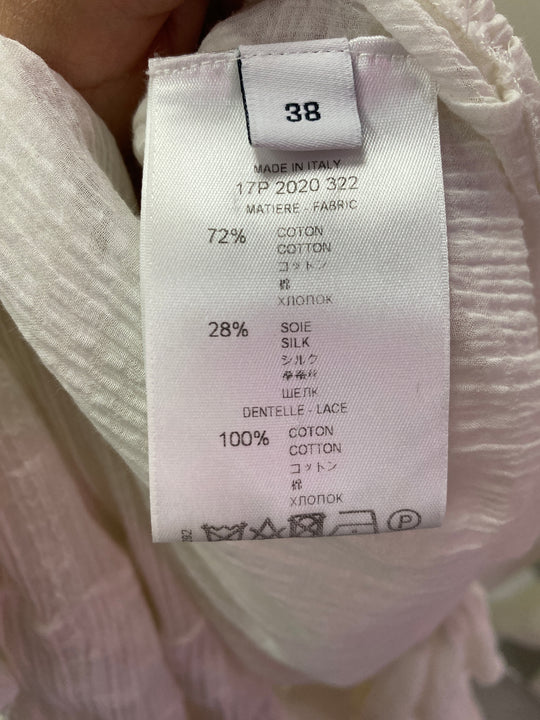 38
MADE IN ITALY
17P 2020 322
MATIERE - FABRIC
72% COTON
COTTON
コットン
棉
ХЛОПОК
28% SOIE
SILK
シルク
桑蚕丝
ШЕЛК
DENTELLE - LACE
100% COTON
COTTON
コットン
棉
ХЛОПОК
P